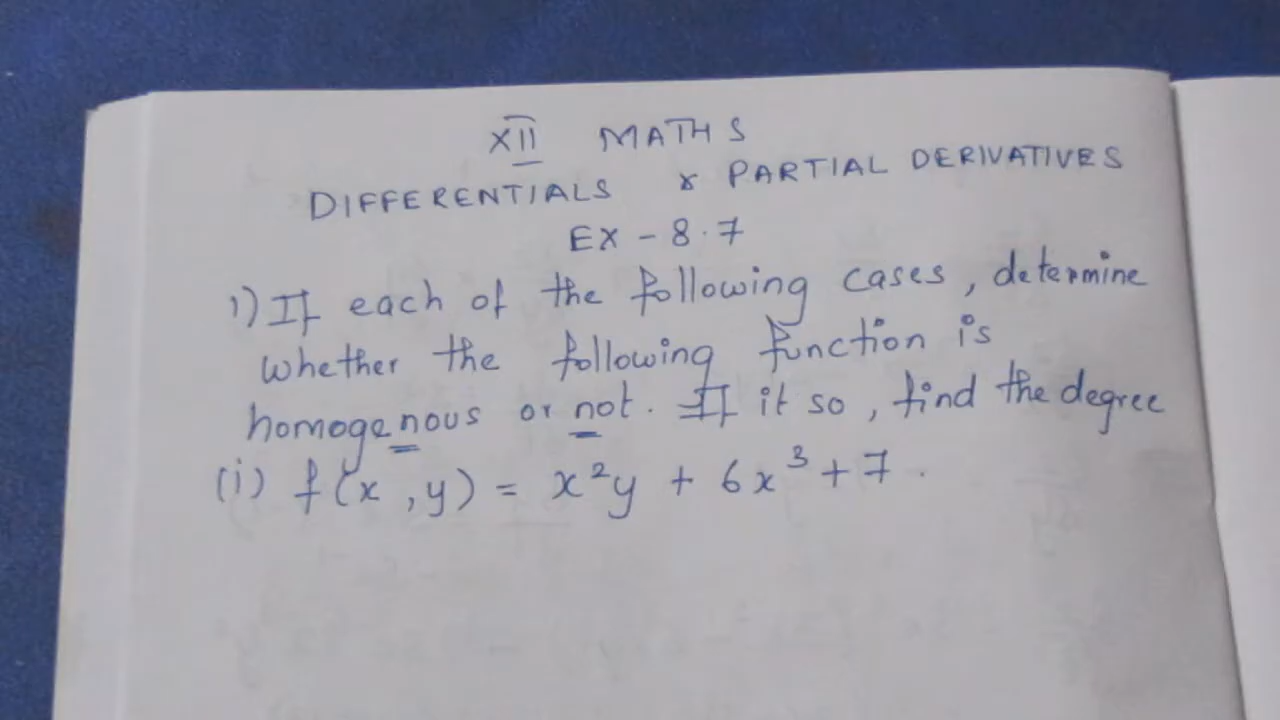 XII MATHS
DIFFERENTIALS & PARTIAL DERIVATIVES
EX - 8.7
1) If each of the following cases, determine
whether the following function is
homogenous or not. If it so, find the degree
(i) f(x, y) = x²y + 6x³ + 7.